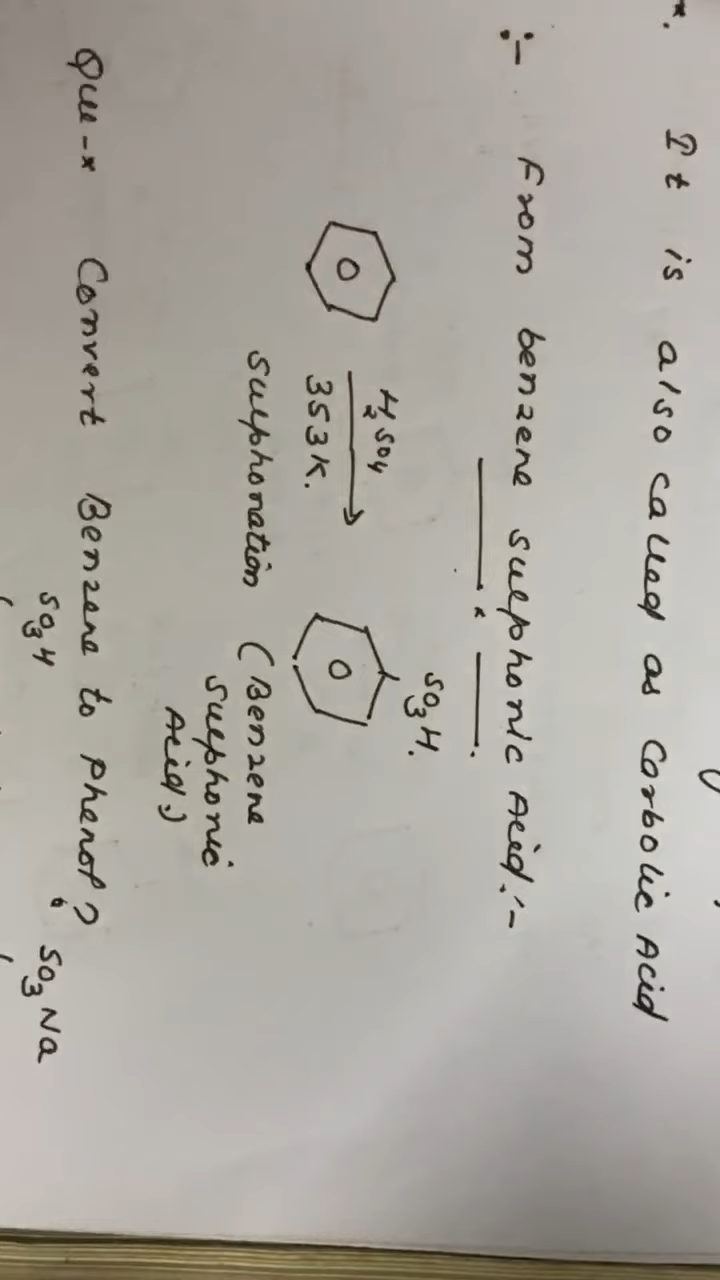 *. It is also called as Carbolic Acid
:- From benzene sulphonic Acid :-
H2SO4
353K.
sulphonation
SO3H.
(Benzene
sulphonic
Acid.)
Que-* Convert Benzene to Phenol?
SO3H
SO3Na